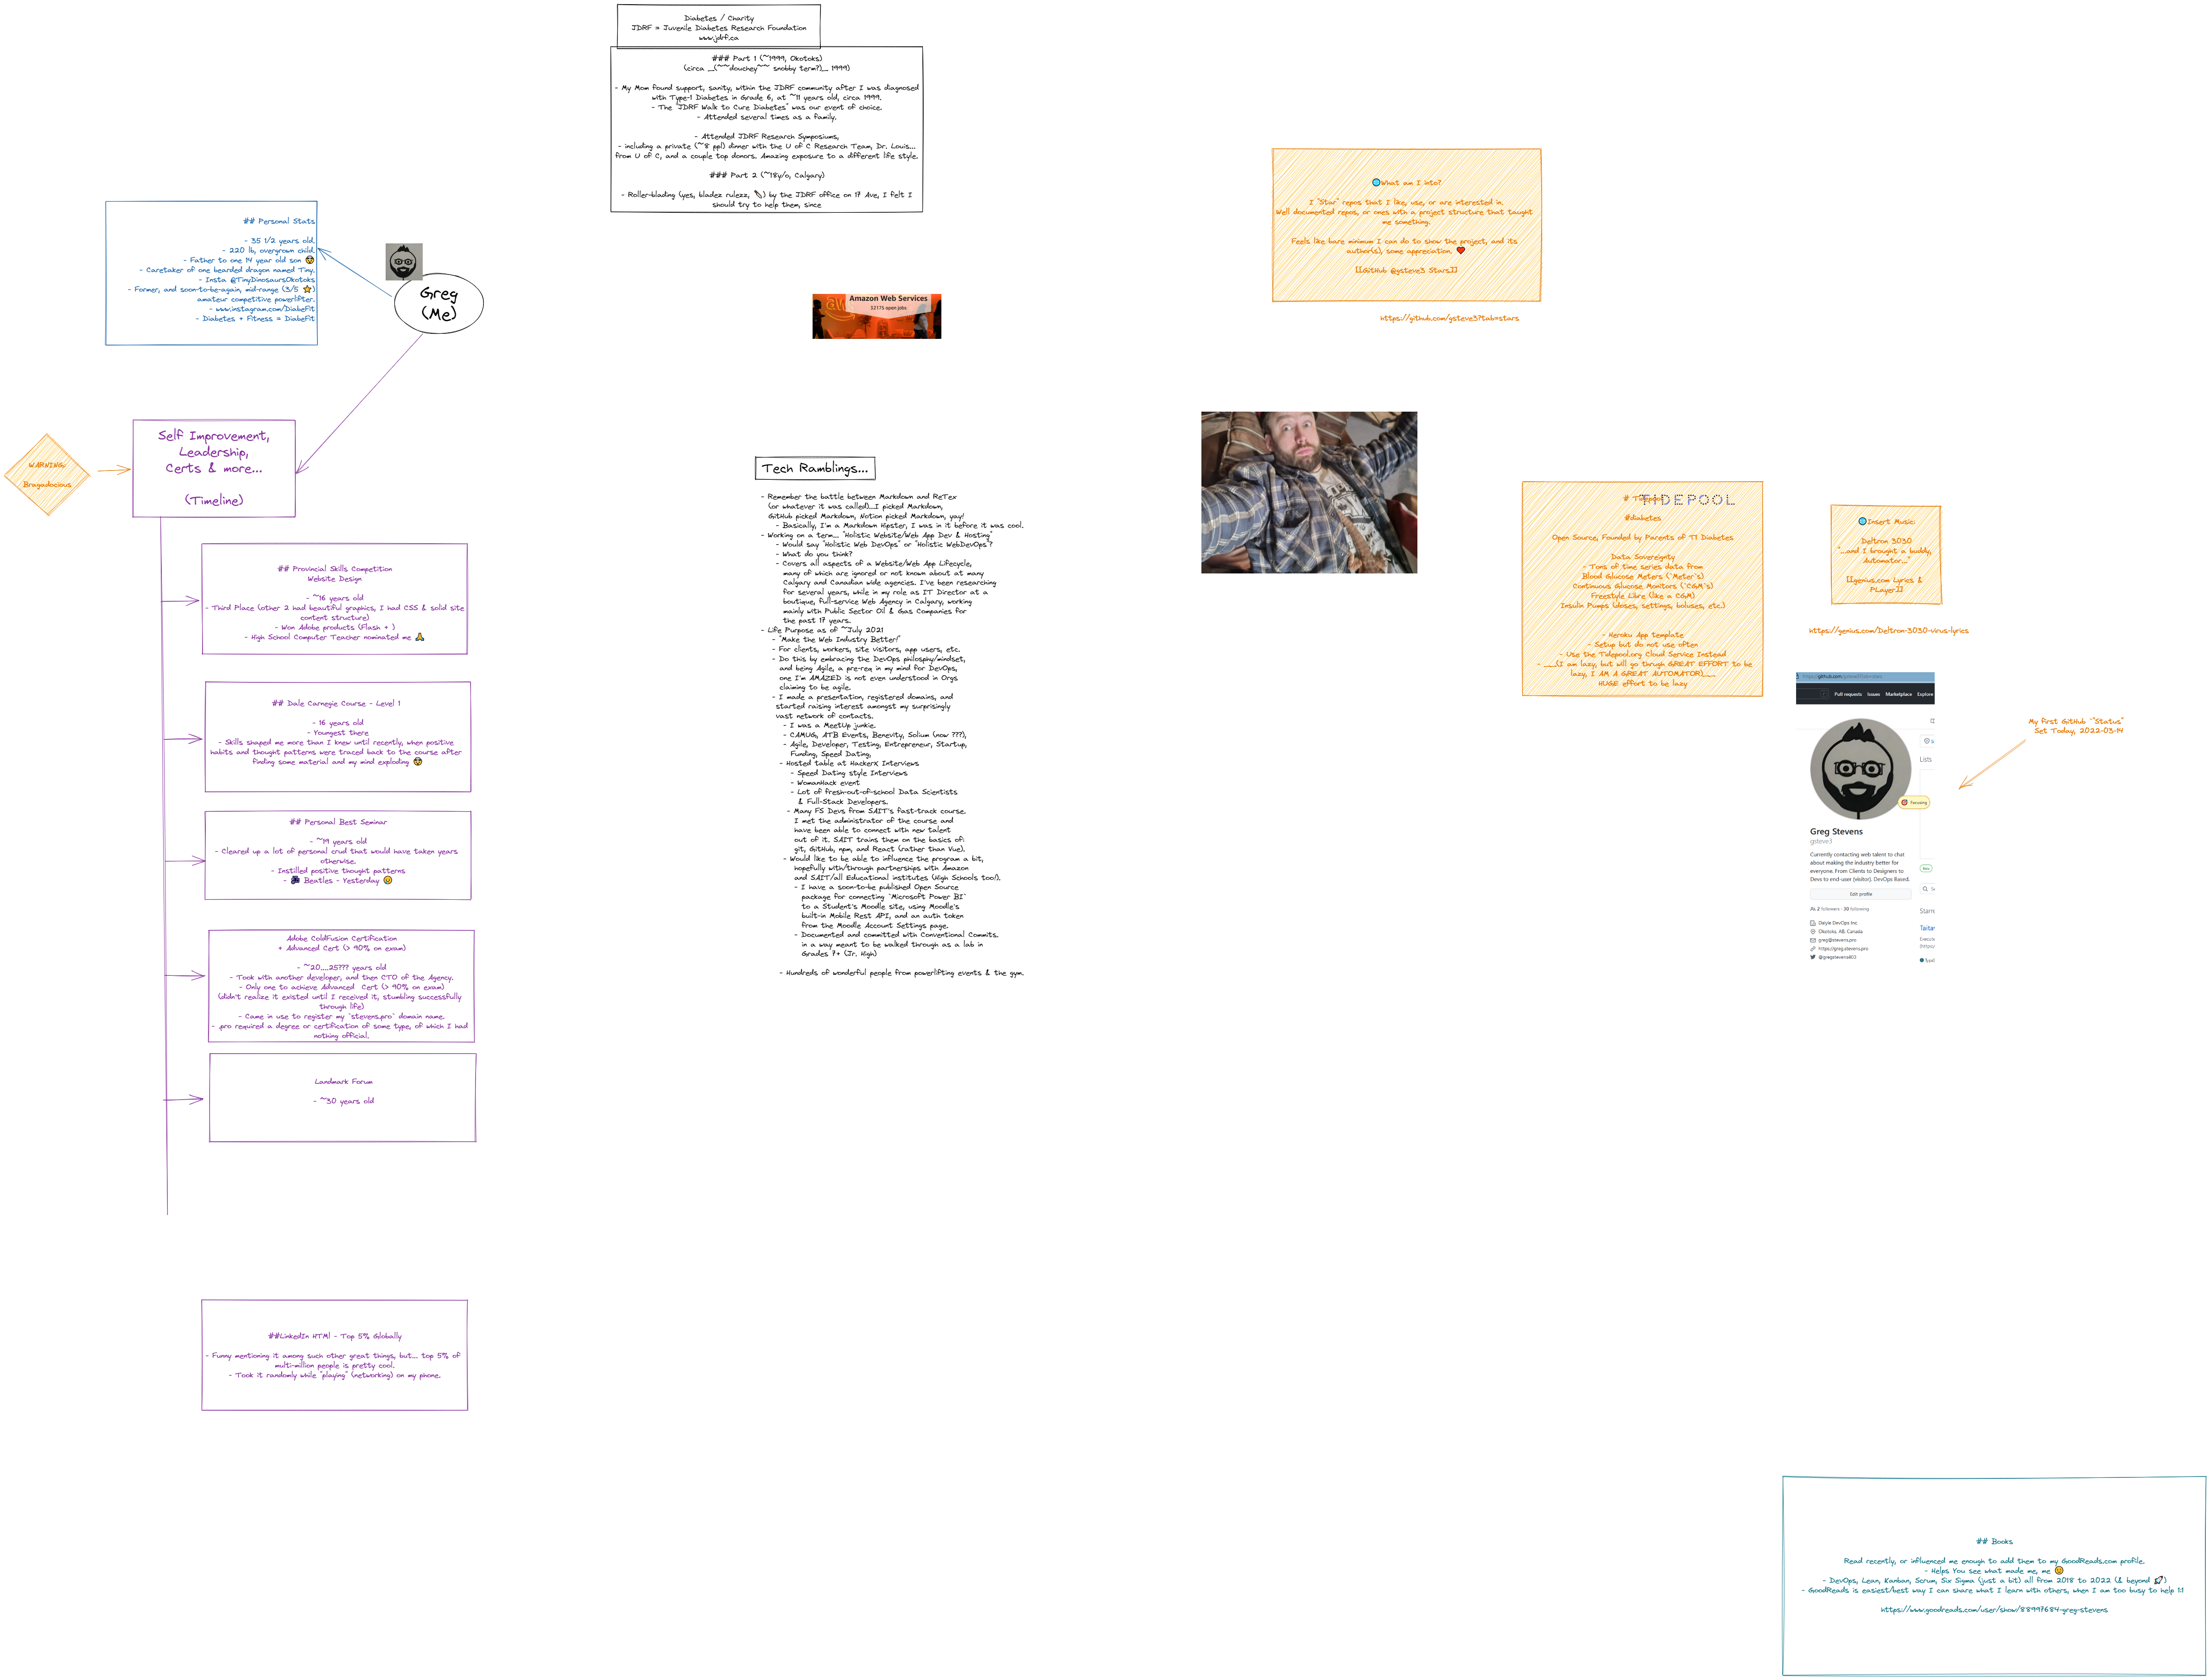 Diabetes / Charity
JDRF = Juvenile Diabetes Research Foundation
www.jdrf.ca
### Part 1 (~1999, Okotoks)
(circa __(~~douchey~~ snobby term?)__ 1999)
- My Mom found support, sanity, within the JDRF community after I was diagnosed
with Type-1 Diabetes in Grade 6, at ~11 years old, circa 1999.
- The "JDRF Walk to Cure Diabetes" was our event of choice.
- Attended several times as a family.
- Attended JDRF Research Symposiums,
- including a private (~8 ppl) dinner with the U of C Research Team, Dr. Louis...
from U of C, and a couple top donors. Amazing exposure to a different life style.
### Part 2 (~18y/o, Calgary)
- Roller-blading (yes, bladez rulezz, ) by the JDRF office on 17 Ave, I felt I
should try to help them, since
## Personal Stats
- 35 1/2 years old.
- 220 lb, overgrown child.
- Father to one 14 year old son 😲
- Caretaker of one bearded dragon named Tiny.
- Insta @TinyDinosaursOkotoks
- Former, and soon-to-be-again, mid-range (3/5 ⭐)
amateur competitive powerlifter.
- www.instagram.com/DiabeFit
- Diabetes + Fitness = DiabeFit
Greg
(Me)
WARNING:
Bragadocious
Self Improvement,
Leadership,
Certs & more...
(Timeline)
## Provincial Skills Competition
Website Design
- ~16 years old
- Third Place (other 2 had beautiful graphics, I had CSS & solid site
content structure)
- Won Adobe products (Flash + )
- High School Computer Teacher nominated me 🙏
## Dale Carnegie Course - Level 1
- 16 years old
- Youngest there
- Skills shaped me more than I knew until recently, when positive
habits and thought patterns were traced back to the course after
finding some material and my mind exploding 😲
## Personal Best Seminar
- ~19 years old
- Cleared up a lot of personal crud that would have taken years
otherwise.
- Instilled positive thought patterns
- Beatles - Yesterday
Adobe ColdFusion Certification
+ Advanced Cert (> 90% on exam)
- ~20....25??? years old
- Took with another developer, and then CTO of the Agency.
- Only one to achieve Advanced Cert (> 90% on exam)
(didn't realize it existed until I received it, stumbling successfully
through life)
- Came in use to register my `stevens.pro` domain name.
- .pro required a degree or certification of some type, of which I had
nothing official.
Landmark Forum
- ~30 years old
##LinkedIn HTMl - Top 5% Globally
- Funny mentioning it among such other great things, but... top 5% of
multi-million people is pretty cool.
- Took it randomly while "playing" (networking) on my phone.
Amazon Web Services
52175 open jobs
Tech Ramblings...
- Remember the battle between Markdown and ReTex
(or whatever it was called)...I picked Markdown,
GitHub picked Markdown, Notion picked Markdown, yay!
- Basically, I'm a Markdown Hipster, I was in it before it was cool.
- Working on a term... "Holistic Website/Web App Dev & Hosting"
- Would say "Holistic Web DevOps" or "Holistic WebDevOps"?
- What do you think?
- Covers all aspects of a Website/Web App Lifecycle,
many of which are ignored or not known about at many
Calgary and Canadian wide agencies. I've been researching
for several years, while in my role as IT Director at a
boutique, full-service Web Agency in Calgary, working
mainly with Public Sector Oil & Gas Companies for
the past 17 years.
- Life Purpose as of ~July 2021
- "Make the Web Industry Better!"
- For clients, workers, site visitors, app users, etc.
- Do this by embracing the DevOps philosphy/mindset,
and being Agile, a pre-req in my mind for DevOps,
one I'm AMAZED is not even understood in Orgs
claiming to be agile.
- I made a presentation, registered domains, and
started raising interest amongst my surprisingly
vast network of contacts.
- I was a MeetUp junkie.
- CAMUG, ATB Events, Benevity, Solium (now ???),
- Agile, Developer, Testing, Entrepreneur, Startup,
Funding, Speed Dating,
- Hosted table at HackerX Interviews
- Speed Dating style Interviews
- WomanHack event
- Lot of fresh-out-of-school Data Scientists
& Full-Stack Developers.
- Many FS Devs from SAIT's fast-track course.
I met the administrator of the course and
have been able to connect with new talent
out of it. SAIT trains them on the basics of:
git, GitHub, npm, and React (rather than Vue).
- Would like to be able to influence the program a bit,
hopefully with/through partnerships with Amazon
and SAIT/all Educational institutes (High Schools too!).
- I have a soon-to-be published Open Source
package for connecting `Microsoft Power BI`
to a Student's Moodle site, using Moodle's
built-in Mobile Rest API, and an auth token
from the Moodle Account Settings page.
- Documented and committed with Conventional Commits.
in a way meant to be walked through as a lab in
Grades 7+ (Jr. High)
- Hundreds of wonderful people from powerlifting events & the gym.
🌐What am I into?
I "Star" repos that I like, use, or are interested in.
Well documented repos, or ones with a project structure that taught
me something.
Feels like bare minimum I can do to show the project, and its
author(s), some appreciation. ❤️
[[GitHub @gsteve3 Stars]]
https://github.com/gsteve3?tab=stars
# Tidepool
TIDEPOOL
#diabetes
Open Source, Founded by Parents of T1 Diabetes
Data Sovereignty
- Tons of time series data from
Blood Glucose Meters (`Meter's)
Continuous Glucose Monitors (`CGM's)
Freestyle Libre (like a CGM)
Insulin Pumps (doses, settings, boluses, etc.)
- Heroku App template
- Setup but do not use often
- Use the Tidepool.org Cloud Service Instead
- ___(I am lazy, but will go thrugh GREAT EFFORT to be
lazy, I AM A GREAT AUTOMATOR)___
HUGE effort to be lazy
🌐Insert Music:
Deltron 3030
"...and I brought a buddy,
Automator..."
[[genius.com Lyrics &
PLayer]]
https://genius.com/Deltron-3030-virus-lyrics
Pull requests Issues Marketplace Explore
Lists
Focusing
Greg Stevens
gsteve3
Currently contacting web talent to chat
about making the industry better for
everyone. From Clients to Designers to
Devs to end-user (visitor). DevOps Based.
Edit profile
2 followers · 30 following
Starre
Okotoks, AB, Canada
greg@stevens.pro
https://greg.stevens.pro
@gregstevens403
My first GitHub ~"Status"
Set Today, 2022-03-14
## Books
Read recently, or influenced me enough to add them to my GoodReads.com profile.
- Helps You see what made me, me
- DevOps, Lean, Kanban, Scrum, Six Sigma (just a bit) all from 2018 to 2022 (& beyond 🚀)
- GoodReads is easiest/best way I can share what I learn with others, when I am too busy to help 1:1
https://www.goodreads.com/user/show/88997684-greg-stevens